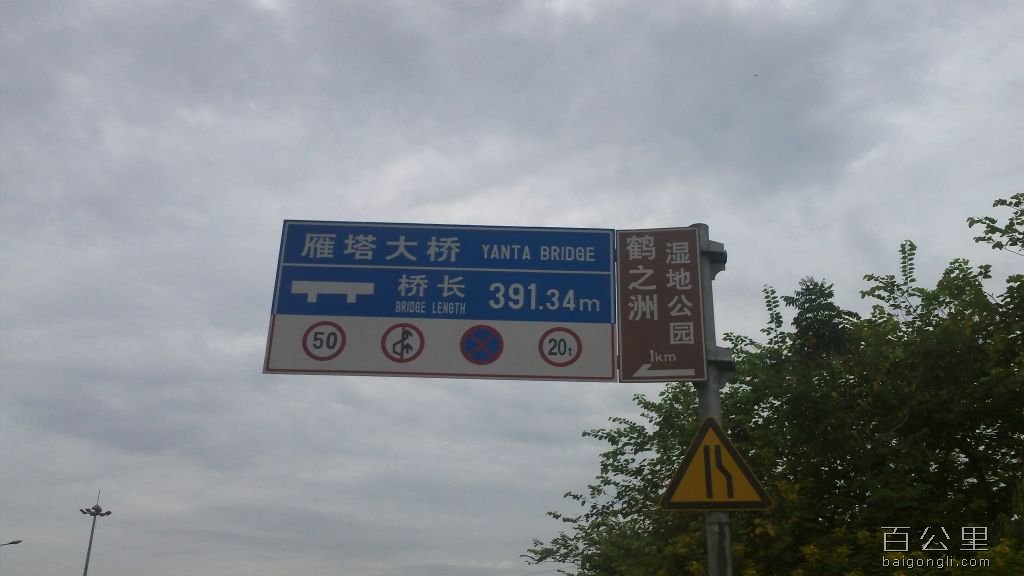 雁塔大桥 YANTA BRIDGE
桥长 391.34m
BRIDGE LENGTH
50
20t
鹤之洲
湿地公园
1km
百公里
baigongli.com